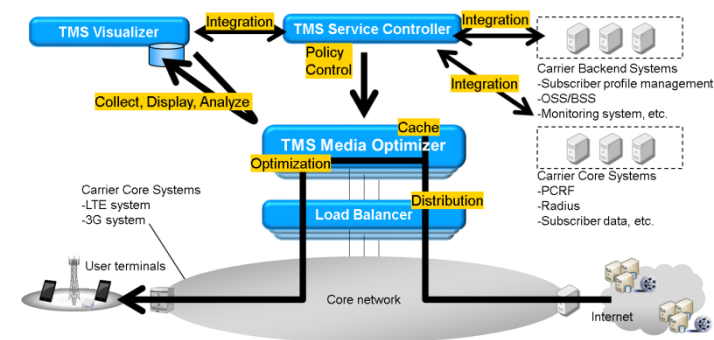 TMS Visualizer
Integration
TMS Service Controller
Integration
Policy
Control
Integration
Carrier Backend Systems
-Subscriber profile management
-OSS/BSS
-Monitoring system, etc.
Collect, Display, Analyze
Cache
TMS Media Optimizer
Optimization
Carrier Core Systems
-PCRF
-Radius
-Subscriber data, etc.
Carrier Core Systems
-LTE system
-3G system
Distribution
Load Balancer
User terminals
Core network
Internet